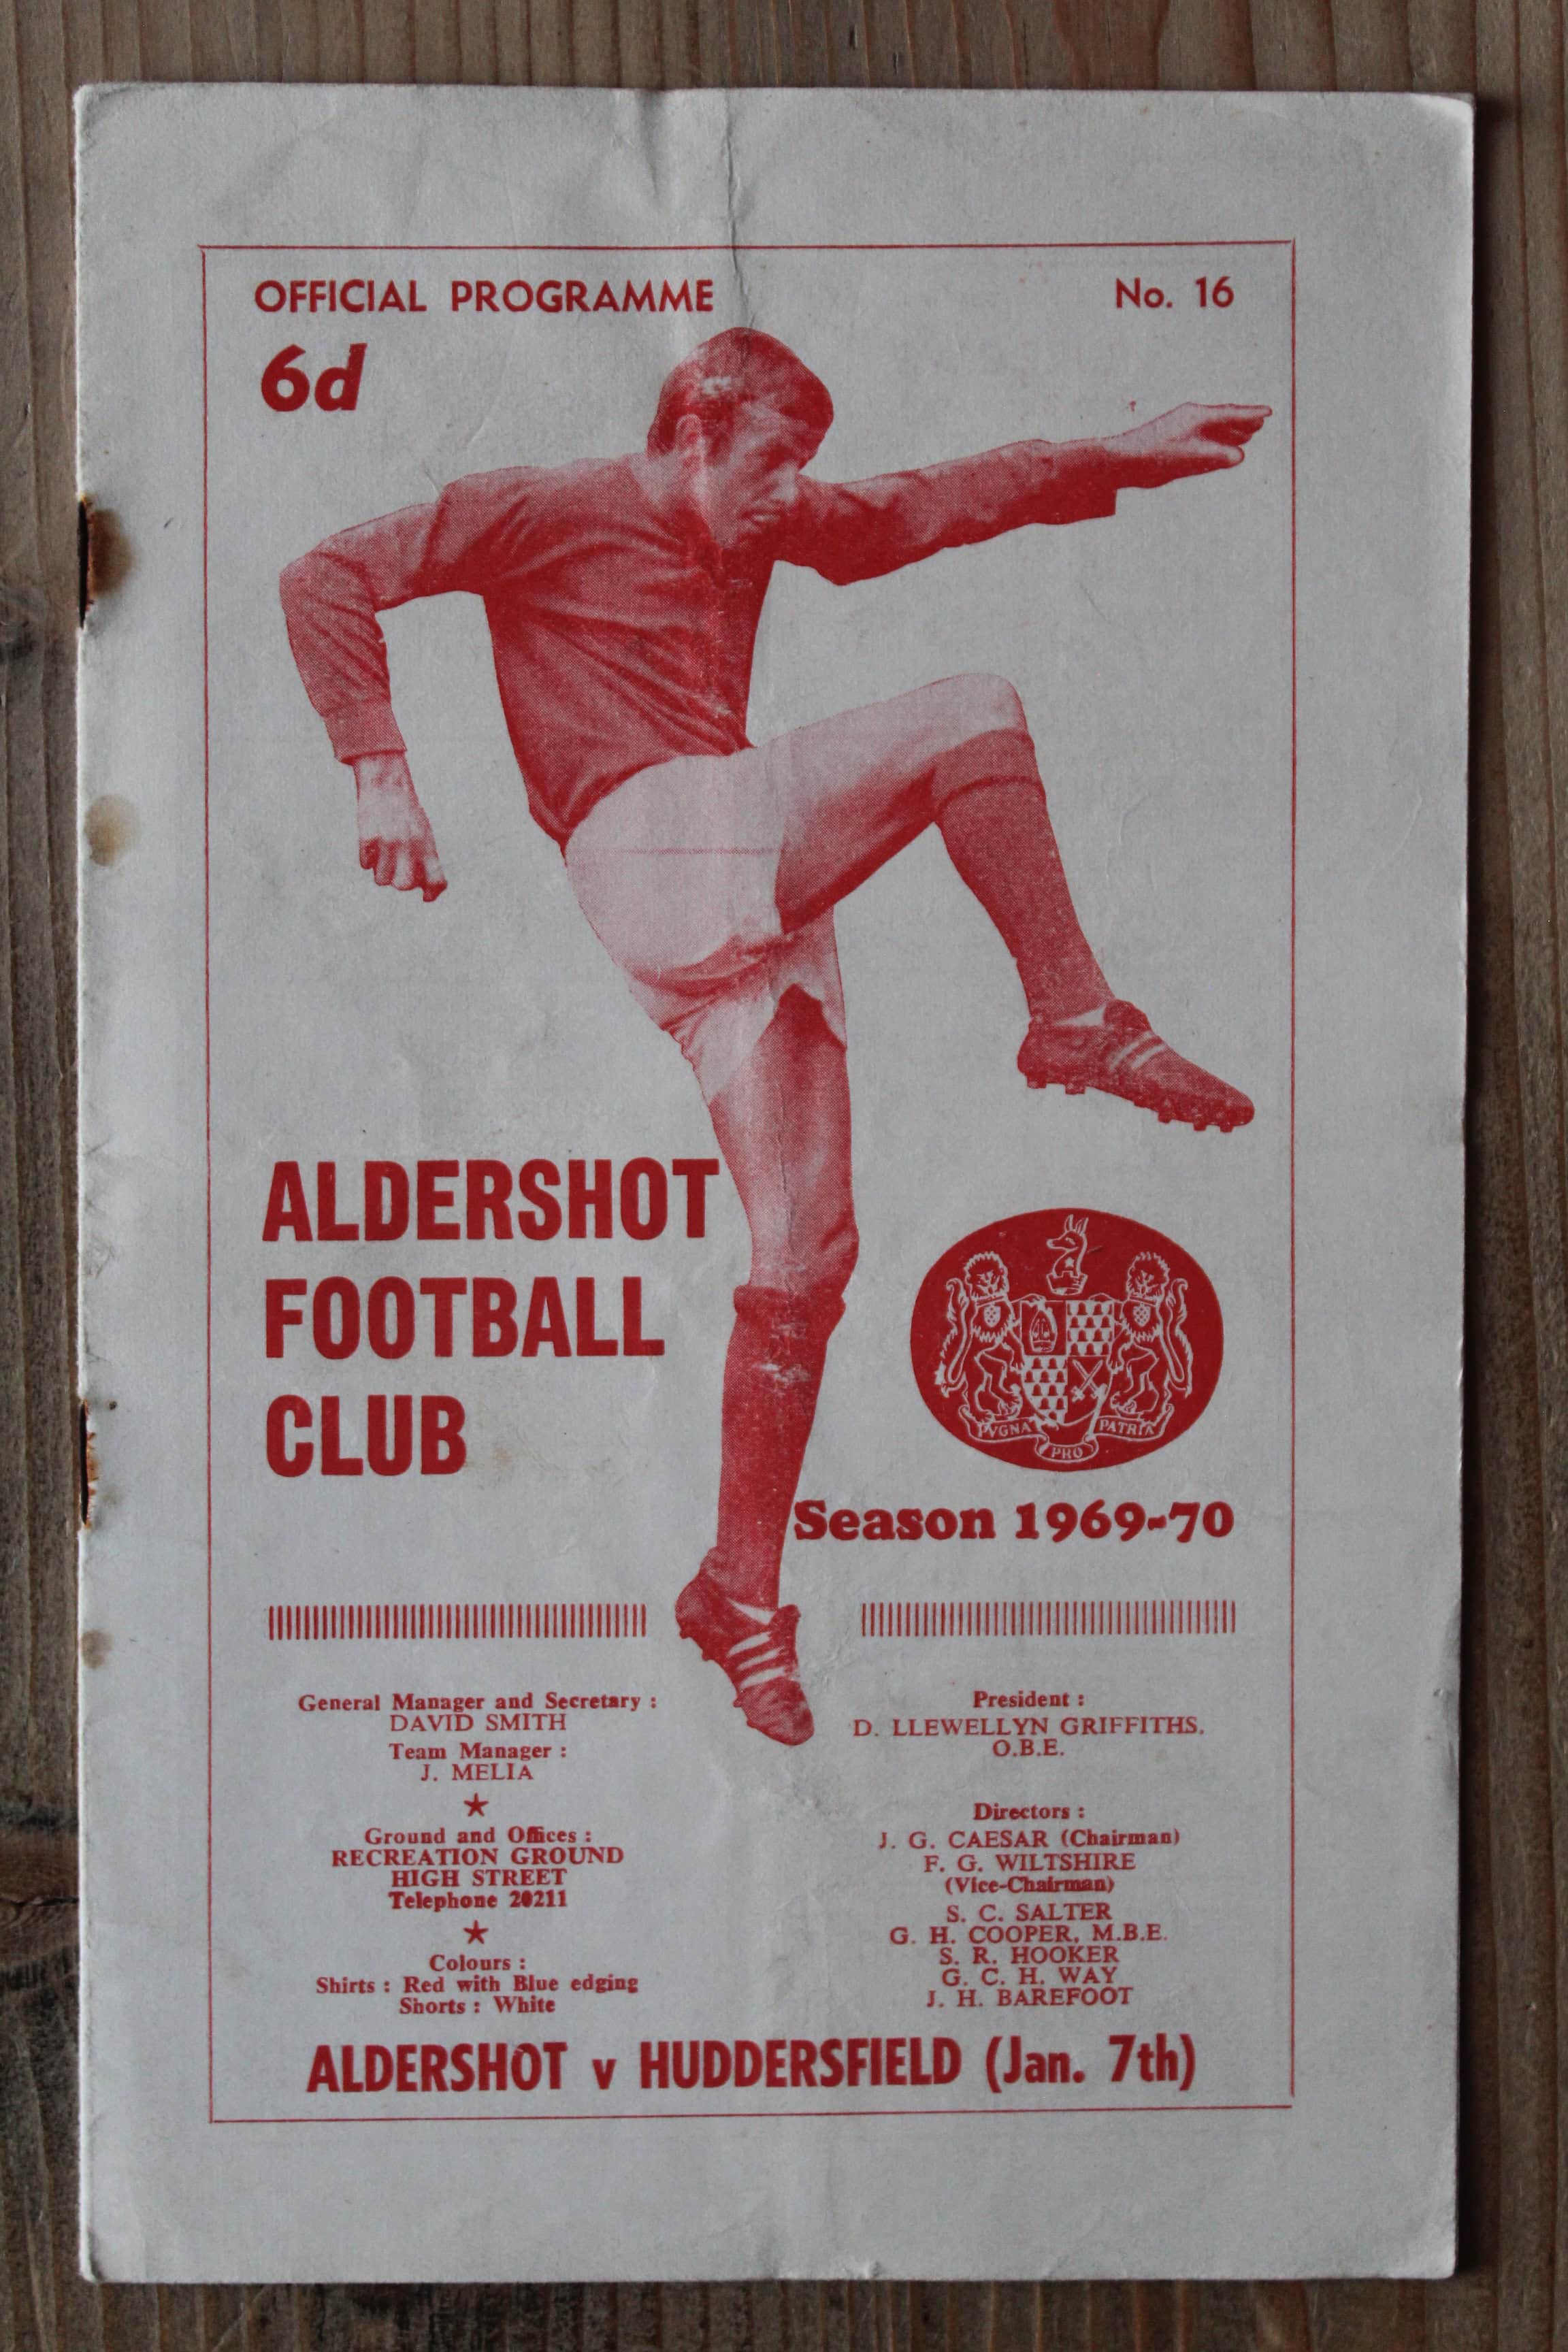 OFFICIAL PROGRAMME
No. 16
6d
ALDERSHOT
FOOTBALL
CLUB
PVGNA PRO PATRIA
Season 1969-70
General Manager and Secretary :
DAVID SMITH
Team Manager :
J. MELIA
Ground and Offices :
RECREATION GROUND
HIGH STREET
Telephone 20211
Colours :
Shirts : Red with Blue edging
Shorts : White
President :
D. LLEWELLYN GRIFFITHS,
O.B.E.
Directors :
J. G. CAESAR (Chairman)
F. G. WILTSHIRE
(Vice-Chairman)
S. C. SALTER
G. H. COOPER, M.B.E.
S. R. HOOKER
G. C. H. WAY
J. H. BAREFOOT
ALDERSHOT v HUDDERSFIELD (Jan. 7th)